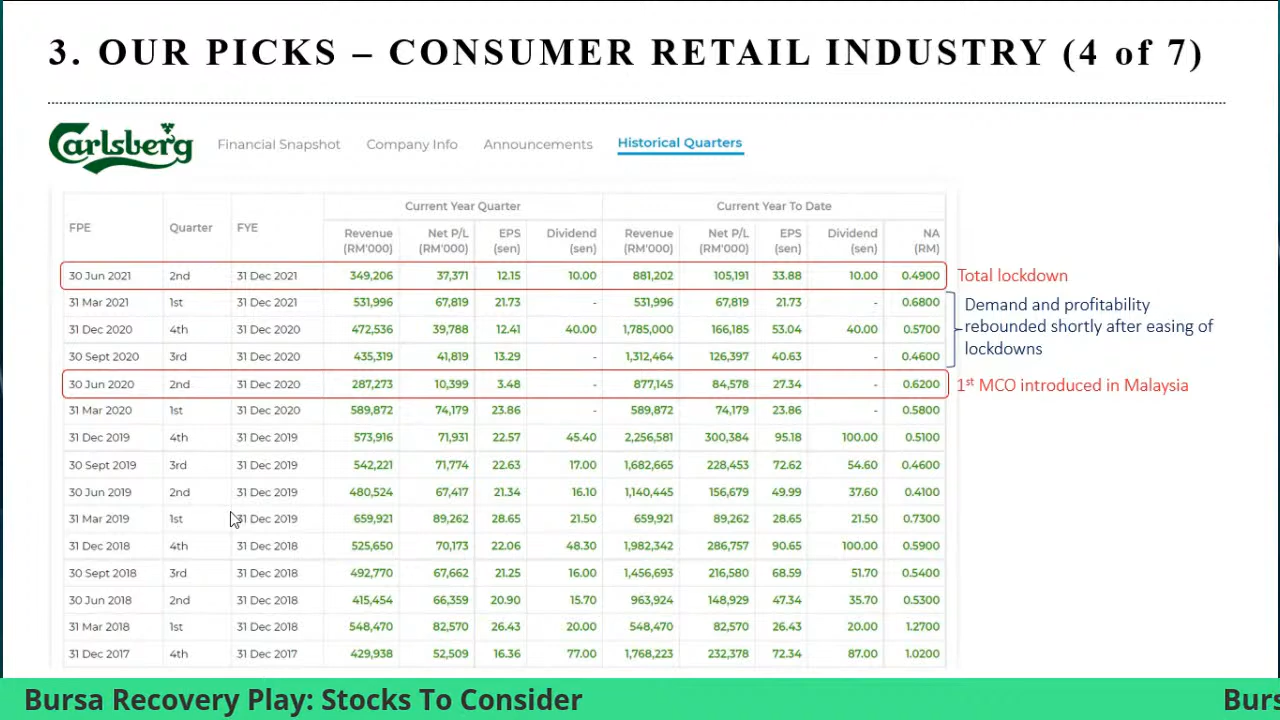 3. OUR PICKS – CONSUMER RETAIL INDUSTRY (4 of 7)
Carlsberg Financial Snapshot Company Info Announcements Historical Quarters
Current Year Quarter Current Year To Date
FPE Quarter FYE Revenue (RM'000) Net P/L (RM'000) EPS (sen) Dividend (sen) Revenue (RM'000) Net P/L (RM'000) EPS (sen) Dividend (sen) NA (RM)
30 Jun 2021 2nd 31 Dec 2021 349,206 37,371 12.15 10.00 881,202 105,191 33.88 10.00 0.4900 Total lockdown
31 Mar 2021 1st 31 Dec 2021 531,996 67,819 21.73 - 531,996 67,819 21.73 - 0.6800
31 Dec 2020 4th 31 Dec 2020 472,536 39,788 12.41 40.00 1,785,000 166,185 53.04 40.00 0.5700
30 Sept 2020 3rd 31 Dec 2020 435,319 41,819 13.29 - 1,312,464 126,397 40.63 - 0.4600
Demand and profitability
rebounded shortly after easing of
lockdowns
30 Jun 2020 2nd 31 Dec 2020 287,273 10,399 3.48 - 877,145 84,578 27.34 - 0.6200 1st MCO introduced in Malaysia
31 Mar 2020 1st 31 Dec 2020 589,872 74,179 23.86 - 589,872 74,179 23.86 - 0.5800
31 Dec 2019 4th 31 Dec 2019 573,916 71,931 22.57 45.40 2,256,581 300,384 95.18 100.00 0.5100
30 Sept 2019 3rd 31 Dec 2019 542,221 71,774 22.63 17.00 1,682,665 228,453 72.62 54.60 0.4600
30 Jun 2019 2nd 31 Dec 2019 480,524 67,417 21.34 16.10 1,140,445 156,679 49.99 37.60 0.4100
31 Mar 2019 1st 31 Dec 2019 659,921 89,262 28.65 21.50 659,921 89,262 28.65 21.50 0.7300
31 Dec 2018 4th 31 Dec 2018 525,650 70,173 22.06 48.30 1,982,342 286,757 90.65 100.00 0.5900
30 Sept 2018 3rd 31 Dec 2018 492,770 67,662 21.25 16.00 1,456,693 216,580 68.59 51.70 0.5400
30 Jun 2018 2nd 31 Dec 2018 415,454 66,359 20.90 15.70 963,924 148,929 47.34 35.70 0.5300
31 Mar 2018 1st 31 Dec 2018 548,470 82,570 26.43 20.00 548,470 82,570 26.43 20.00 1.2700
31 Dec 2017 4th 31 Dec 2017 429,938 52,509 16.36 77.00 1,768,223 232,378 72.34 87.00 1.0200
Bursa Recovery Play: Stocks To Consider Burs